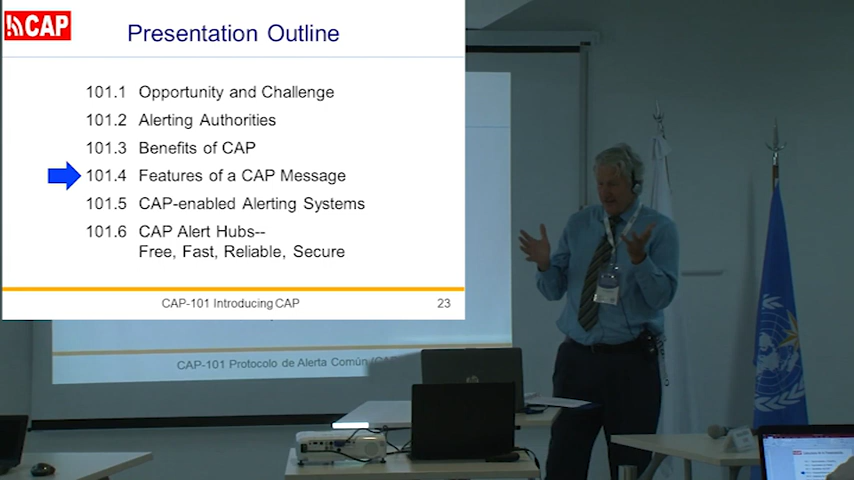 CAP
Presentation Outline
101.1 Opportunity and Challenge
101.2 Alerting Authorities
101.3 Benefits of CAP
101.4 Features of a CAP Message
101.5 CAP-enabled Alerting Systems
101.6 CAP Alert Hubs--
Free, Fast, Reliable, Secure
CAP-101 Introducing CAP 23
CAP-101 Protocolo de Alerta Común